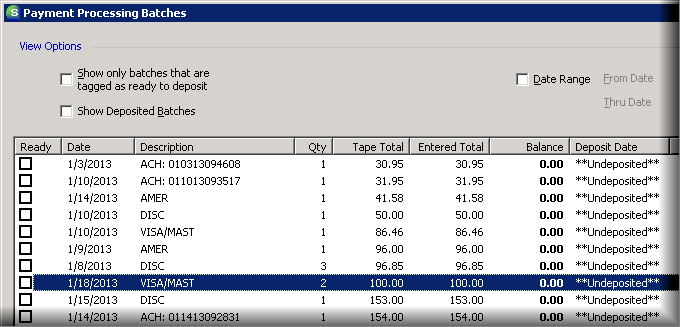 S Payment Processing Batches
View Options
Show only batches that are
tagged as ready to deposit
Date Range From Date
Thru Date
Show Deposited Batches
Ready Date Description Qty Tape Total Entered Total Balance Deposit Date
1/3/2013 ACH: 010313094608 1 30.95 30.95 0.00 **Undeposited**
1/10/2013 ACH: 011013093517 1 31.95 31.95 0.00 **Undeposited**
1/14/2013 AMER 1 41.58 41.58 0.00 **Undeposited**
1/10/2013 DISC 1 50.00 50.00 0.00 **Undeposited**
1/10/2013 VISA/MAST 1 86.46 86.46 0.00 **Undeposited**
1/9/2013 AMER 1 96.00 96.00 0.00 **Undeposited**
1/8/2013 DISC 3 96.85 96.85 0.00 **Undeposited**
1/18/2013 VISA/MAST 2 100.00 100.00 0.00 **Undeposited**
1/15/2013 DISC 1 153.00 153.00 0.00 **Undeposited**
1/14/2013 ACH: 011413092831 1 154.00 154.00 0.00 **Undeposited**